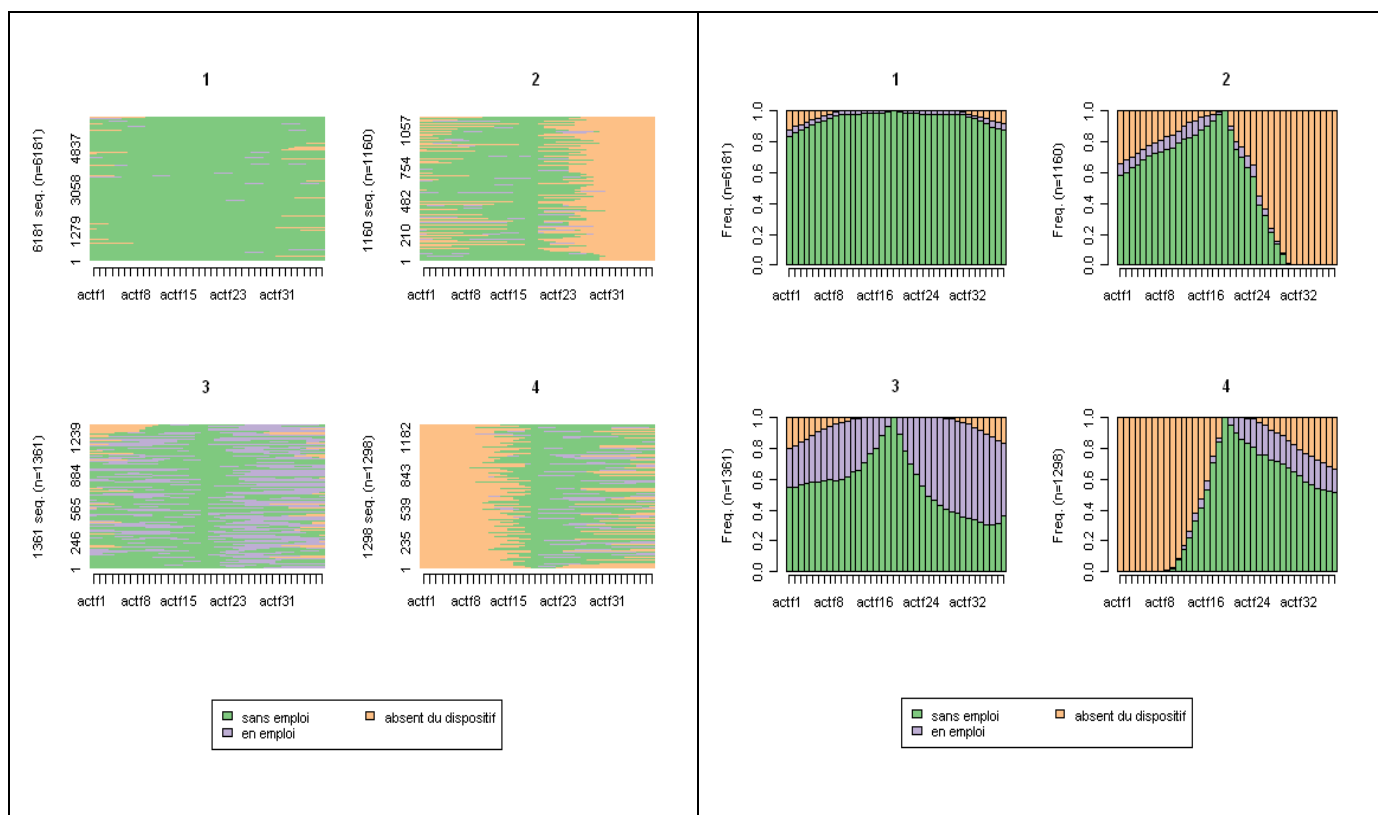 1
6181 seq. (n=6181)
1 1279 3058 4837
actf1 actf8 actf15 actf23 actf31
2
1160 seq. (n=1160)
1 210 482 754 1057
actf1 actf8 actf15 actf23 actf31
3
1361 seq. (n=1361)
1 246 565 884 1239
actf1 actf8 actf15 actf23 actf31
4
1298 seq. (n=1298)
1 235 539 843 1182
actf1 actf8 actf15 actf23 actf31
sans emploi absent du dispositif
en emploi
1
Freq. (n=6181)
0.0 0.2 0.4 0.6 0.8 1.0
actf1 actf8 actf16 actf24 actf32
2
Freq. (n=1160)
0.0 0.2 0.4 0.6 0.8 1.0
actf1 actf8 actf16 actf24 actf32
3
Freq. (n=1361)
0.0 0.2 0.4 0.6 0.8 1.0
actf1 actf8 actf16 actf24 actf32
4
Freq. (n=1298)
0.0 0.2 0.4 0.6 0.8 1.0
actf1 actf8 actf16 actf24 actf32
sans emploi absent du dispositif
en emploi